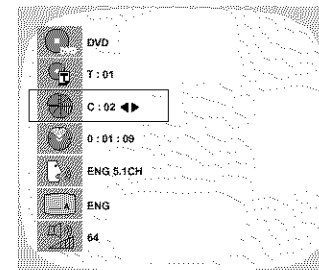 DVD
T : 01
C : 02 ◀▶
0 : 01 : 09
ENG 5.1CH
ENG
64